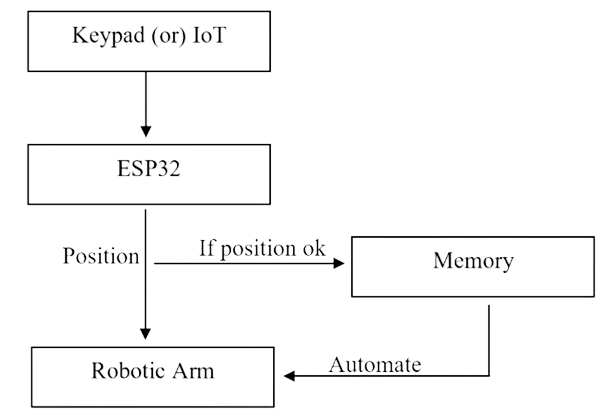 Keypad (or) IoT
ESP32
Position
If position ok
Memory
Robotic Arm
Automate